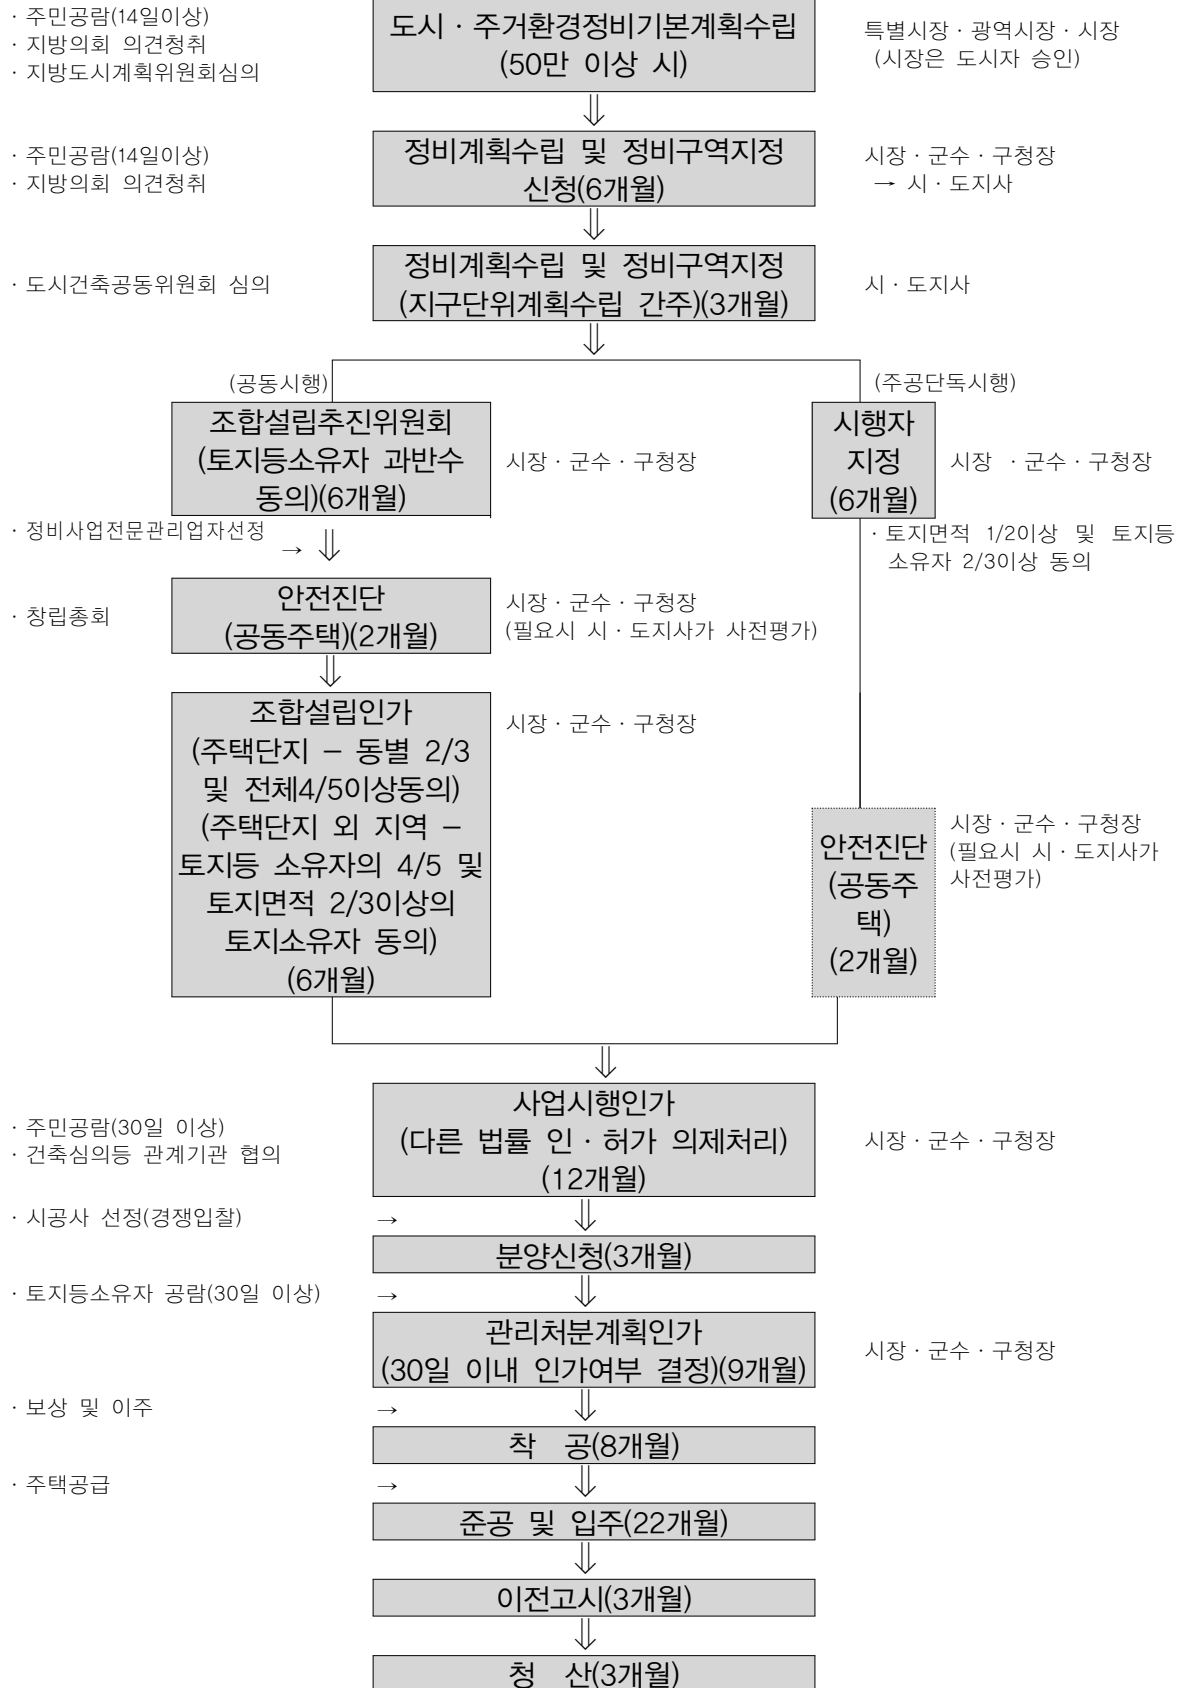 · 주민공람(14일이상)
· 지방의회 의견청취
· 지방도시계획위원회심의
도시 · 주거환경정비기본계획수립
(50만 이상 시)
특별시장 · 광역시장 · 시장
(시장은 도시자 승인)
⇓
· 주민공람(14일이상)
· 지방의회 의견청취
정비계획수립 및 정비구역지정
신청(6개월)
시장 · 군수 · 구청장
→ 시 · 도지사
⇓
· 도시건축공동위원회 심의
정비계획수립 및 정비구역지정
(지구단위계획수립 간주)(3개월)
시 · 도지사
⇓
(공동시행)
(주공단독시행)
조합설립추진위원회
(토지등소유자 과반수
동의)(6개월)
시장 · 군수 · 구청장
시행자
지정
(6개월)
시장 · 군수 · 구청장
· 정비사업전문관리업자선정
→ ⇓
· 토지면적 1/2이상 및 토지등
소유자 2/3이상 동의
· 창립총회
안전진단
(공동주택)(2개월)
시장 · 군수 · 구청장
(필요시 시 · 도지사가 사전평가)
⇓
조합설립인가
(주택단지 – 동별 2/3
및 전체4/5이상동의)
(주택단지 외 지역 –
토지등 소유자의 4/5 및
토지면적 2/3이상의
토지소유자 동의)
(6개월)
시장 · 군수 · 구청장
안전진단
(공동주
택)
(2개월)
시장 · 군수 · 구청장
(필요시 시 · 도지사가
사전평가)
⇓
· 주민공람(30일 이상)
· 건축심의등 관계기관 협의
사업시행인가
(다른 법률 인 · 허가 의제처리)
(12개월)
시장 · 군수 · 구청장
· 시공사 선정(경쟁입찰) → ⇓
분양신청(3개월)
· 토지등소유자 공람(30일 이상) → ⇓
관리처분계획인가
(30일 이내 인가여부 결정)(9개월)
시장 · 군수 · 구청장
· 보상 및 이주 → ⇓
착 공(8개월)
· 주택공급 → ⇓
준공 및 입주(22개월)
⇓
이전고시(3개월)
⇓
청 산(3개월)